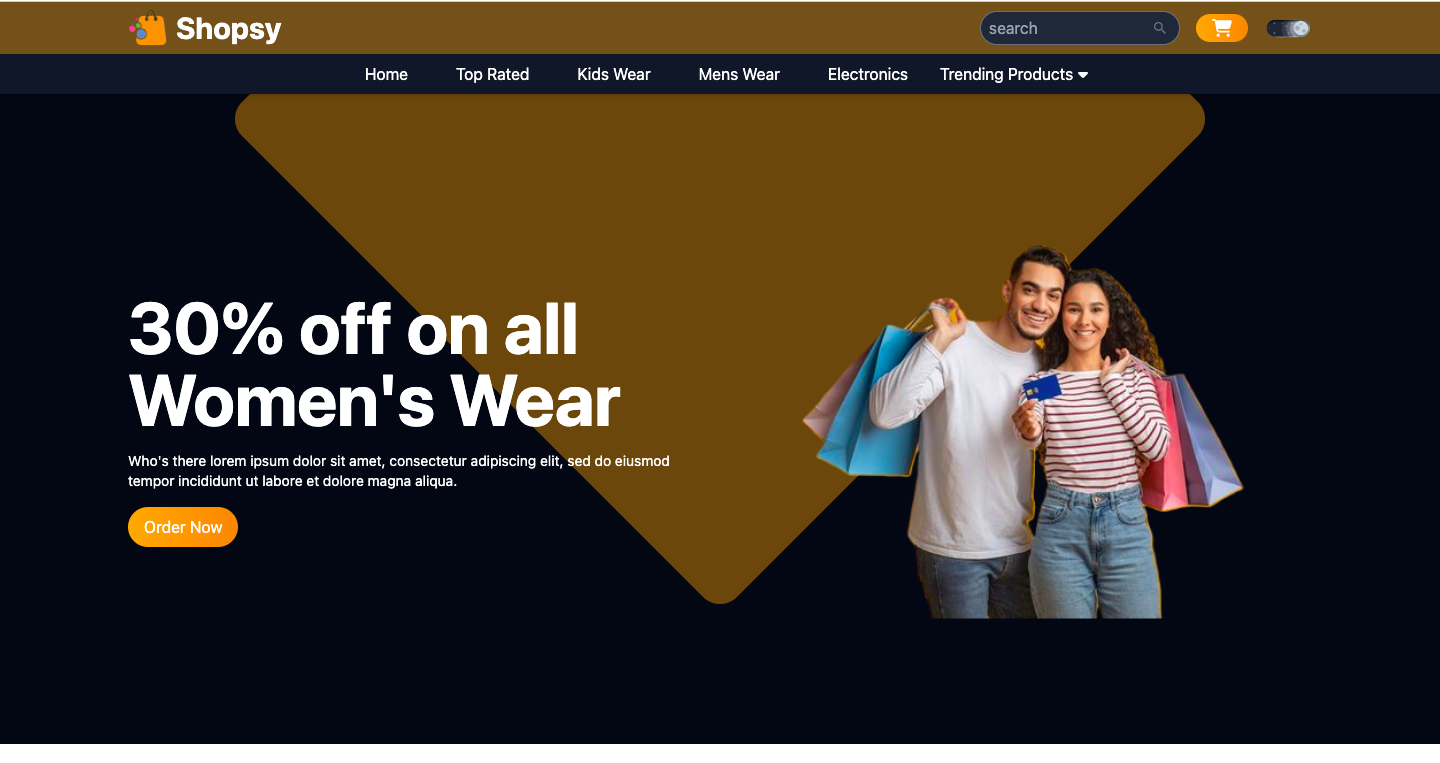 Shopsy
search
Home Top Rated Kids Wear Mens Wear Electronics Trending Products
30% off on all
Women's Wear
Who's there lorem ipsum dolor sit amet, consectetur adipiscing elit, sed do eiusmod
tempor incididunt ut labore et dolore magna aliqua.
Order Now